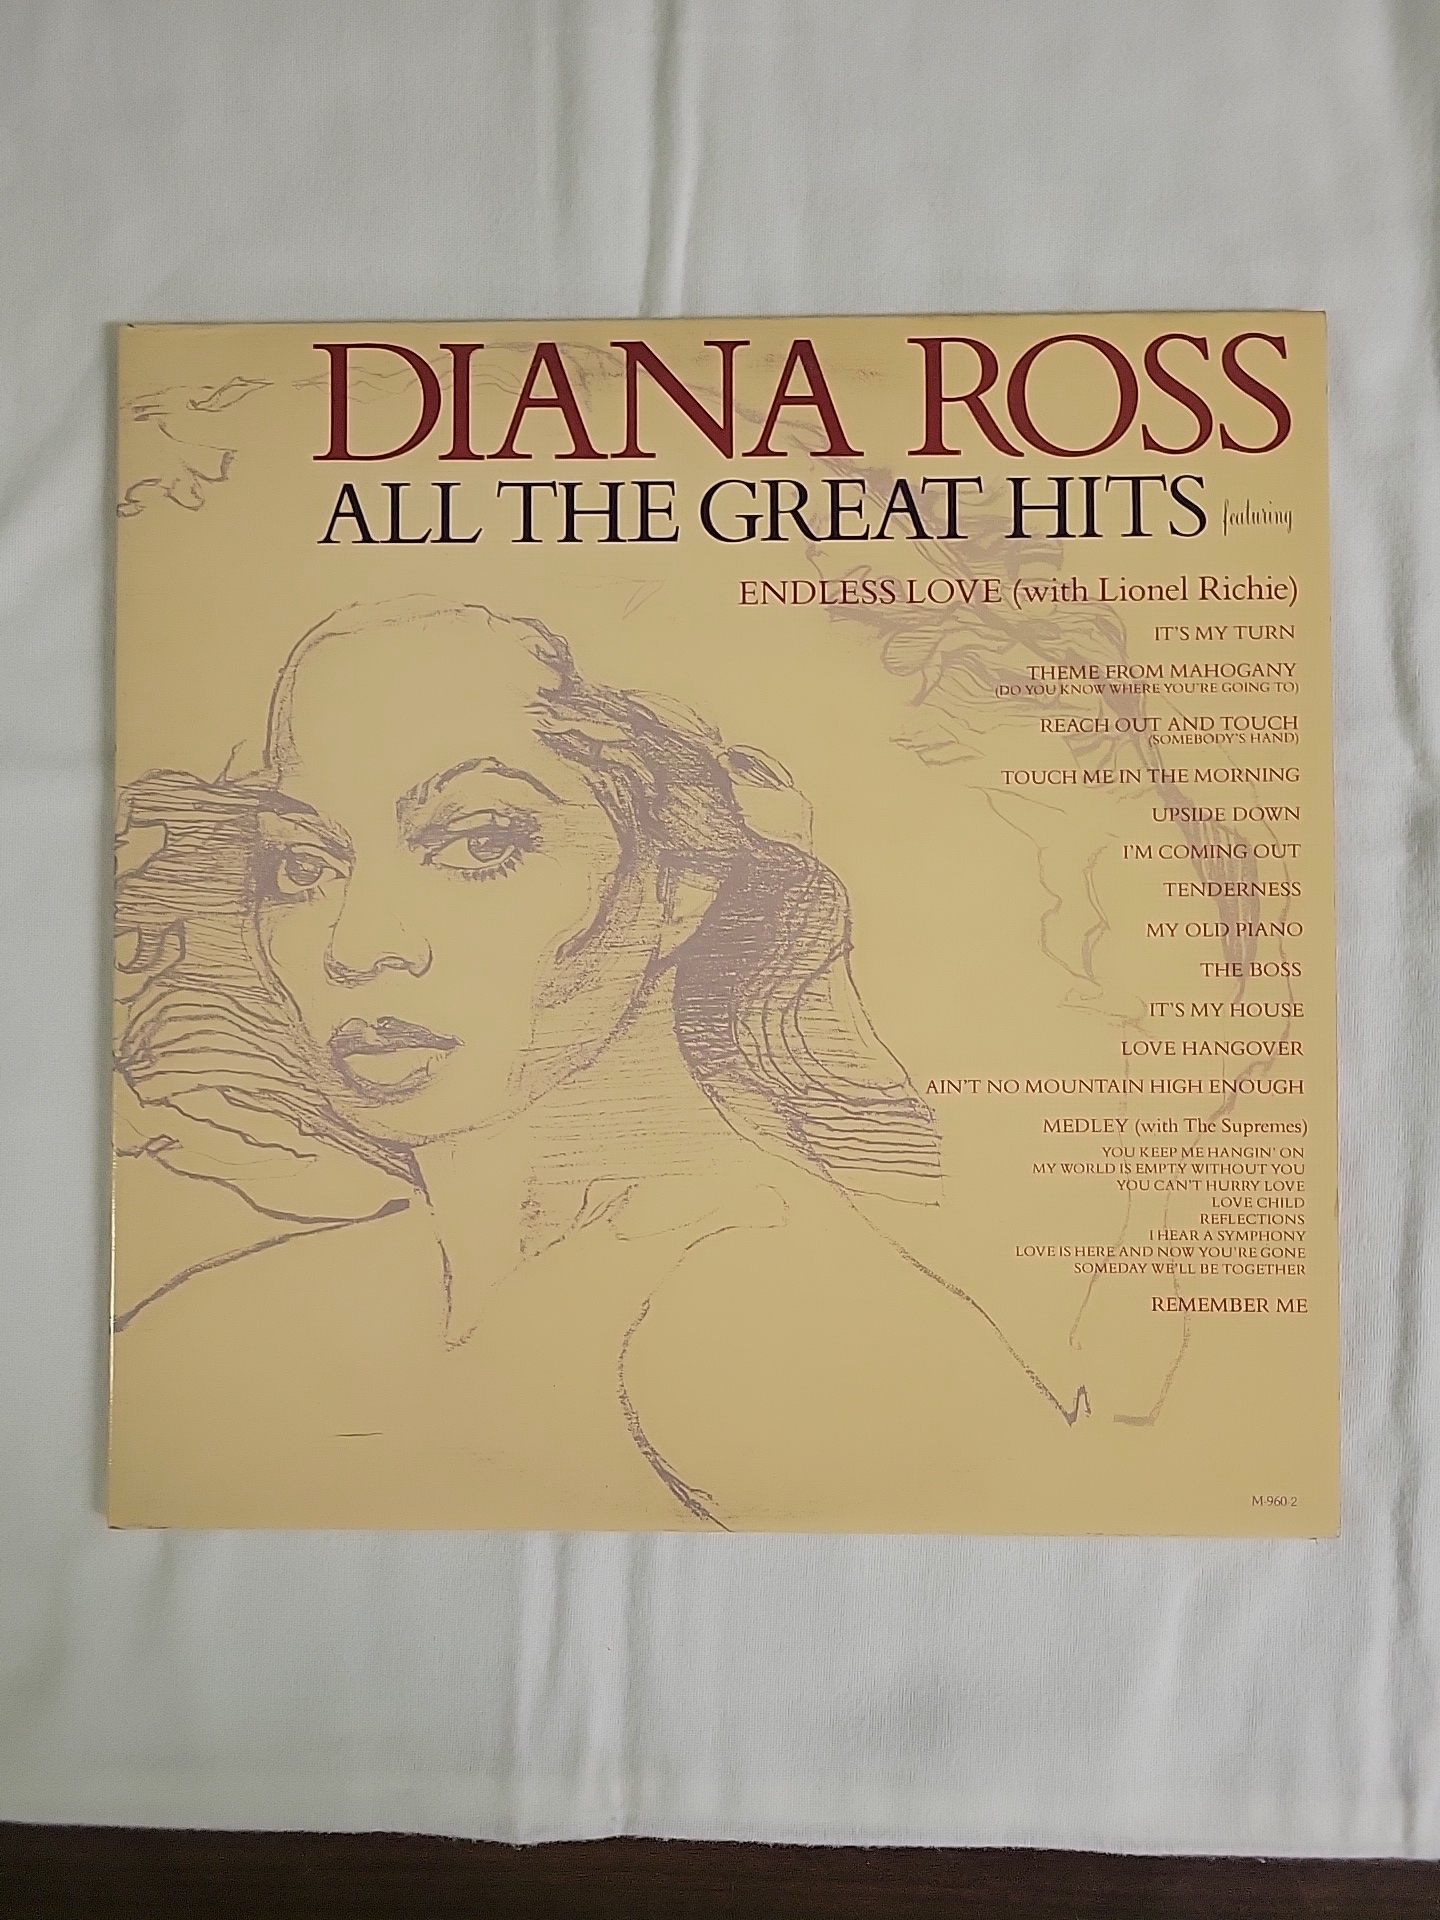 DIANA ROSS
ALL THE GREAT HITS featuring
ENDLESS LOVE (with Lionel Richie)
IT'S MY TURN
THEME FROM MAHOGANY
(DO YOU KNOW WHERE YOU'RE GOING TO)
REACH OUT AND TOUCH
(SOMEBODY'S HAND)
TOUCH ME IN THE MORNING
UPSIDE DOWN
I'M COMING OUT
TENDERNESS
MY OLD PIANO
THE BOSS
IT'S MY HOUSE
LOVE HANGOVER
AIN'T NO MOUNTAIN HIGH ENOUGH
MEDLEY (with The Supremes)
YOU KEEP ME HANGIN' ON
MY WORLD IS EMPTY WITHOUT YOU
YOU CAN'T HURRY LOVE
LOVE CHILD
REFLECTIONS
I HEAR A SYMPHONY
LOVE IS HERE AND NOW YOU'RE GONE
SOMEDAY WE'LL BE TOGETHER
REMEMBER ME
M-960-2